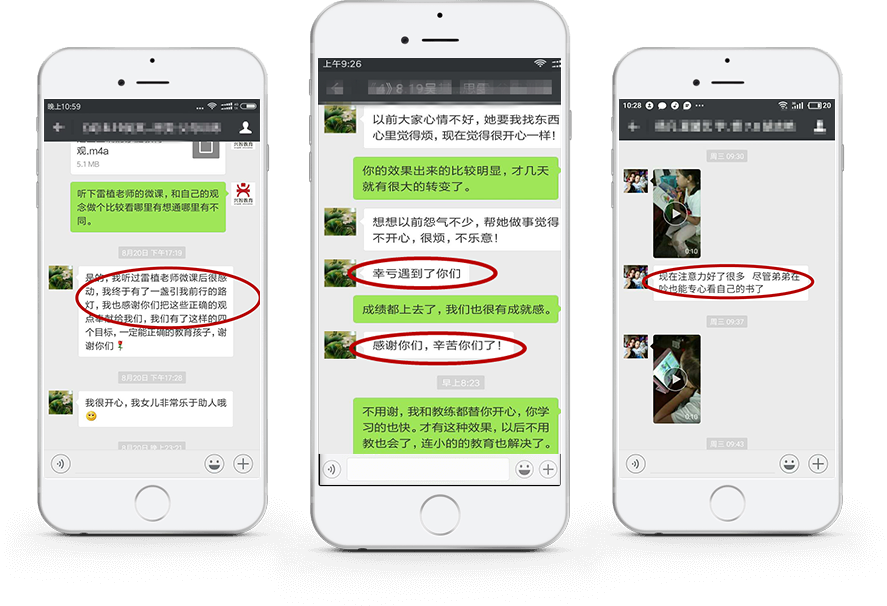 晚上10:59
观.m4a
5.1 MB
听下雷植老师的微课，和自己的观
念做个比较看哪里有想通哪里有不
同。
8月20日 下午17:19
是的，我听过雷植老师微课后很感
动，我终于有了一盏引我前行的路
灯，我也感谢你们把这些正确的观
点奉献给我们，我们有了这样的四
个目标，一定能正确的教育孩子，谢
谢你们
8月20日 下午17:28
我很开心，我女儿非常乐于助人哦
上午9:26
以前大家心情不好，她要我找东西
心里觉得烦，现在觉得很开心一样！
你的效果出来的比较明显，才几天
就有很大的转变了。
想想以前怨气不少，帮她做事觉得
不开心，很烦，不乐意！
幸亏遇到了你们
成绩都上去了，我们也很有成就感。
感谢你们，辛苦你们了！
早上8:23
不用谢，我和教练都替你开心，你学
习的也快。才有这种效果，以后不用
教也会了，连小的的教育也解决了。
10:28
20
周三 09:30
0:10
现在注意力好了很多 尽管弟弟在
吵也能专心看自己的书了
周三 09:37
0:10
周三 09:43